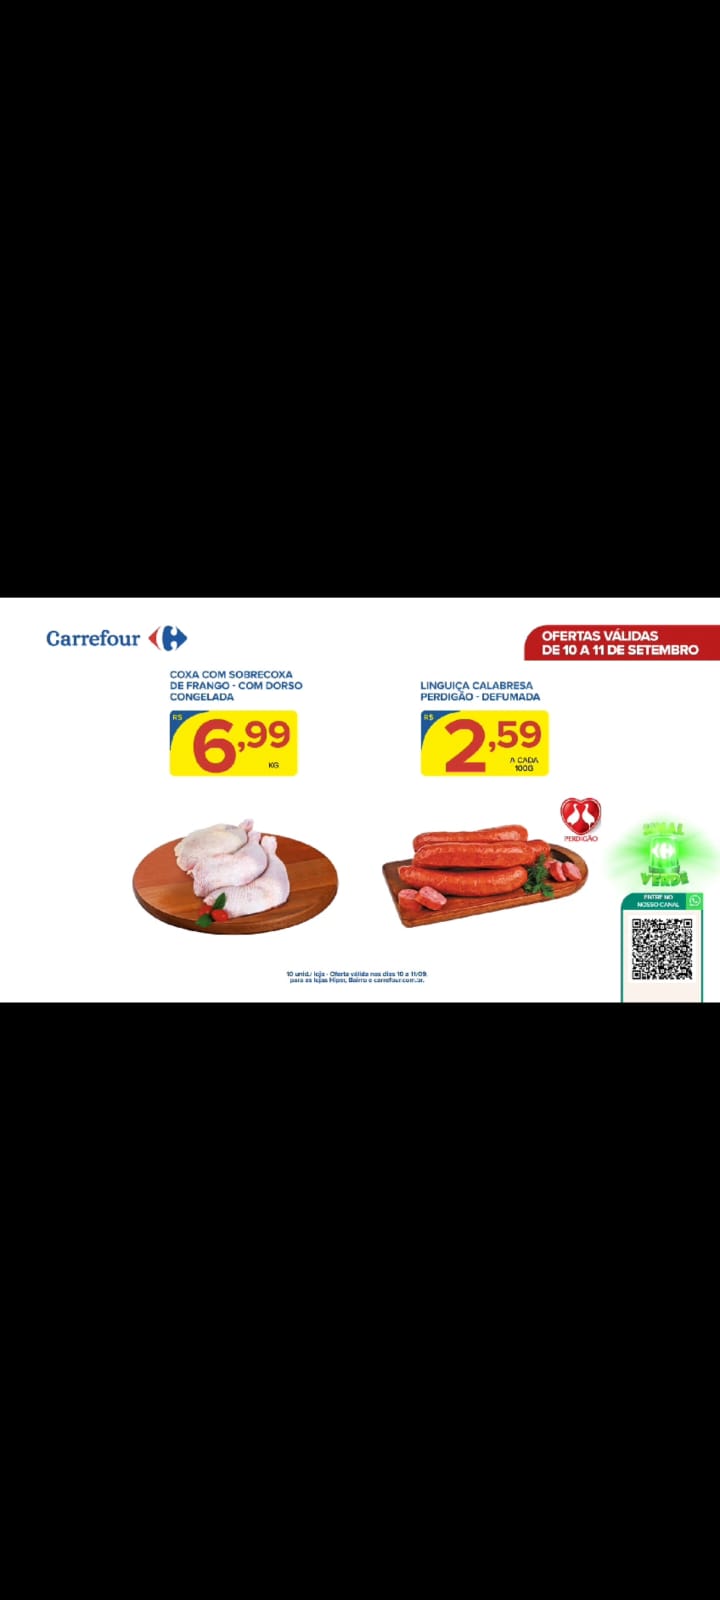 Carrefour
OFERTAS VÁLIDAS
DE 10 A 11 DE SETEMBRO
COXA COM SOBRECOXA
DE FRANGO - COM DORSO
CONGELADA
R$
6,99
KG
LINGUIÇA CALABRESA
PERDIGÃO - DEFUMADA
R$
2,59
A CADA
100G
PERDIGÃO
SINAL
VERDE
ENTRE NO
NOSSO CANAL
10 unid./ loja - Oferta válida nos dias 10 a 11/09.
para as lojas Hiper, Bairro e carrefour.com.br.